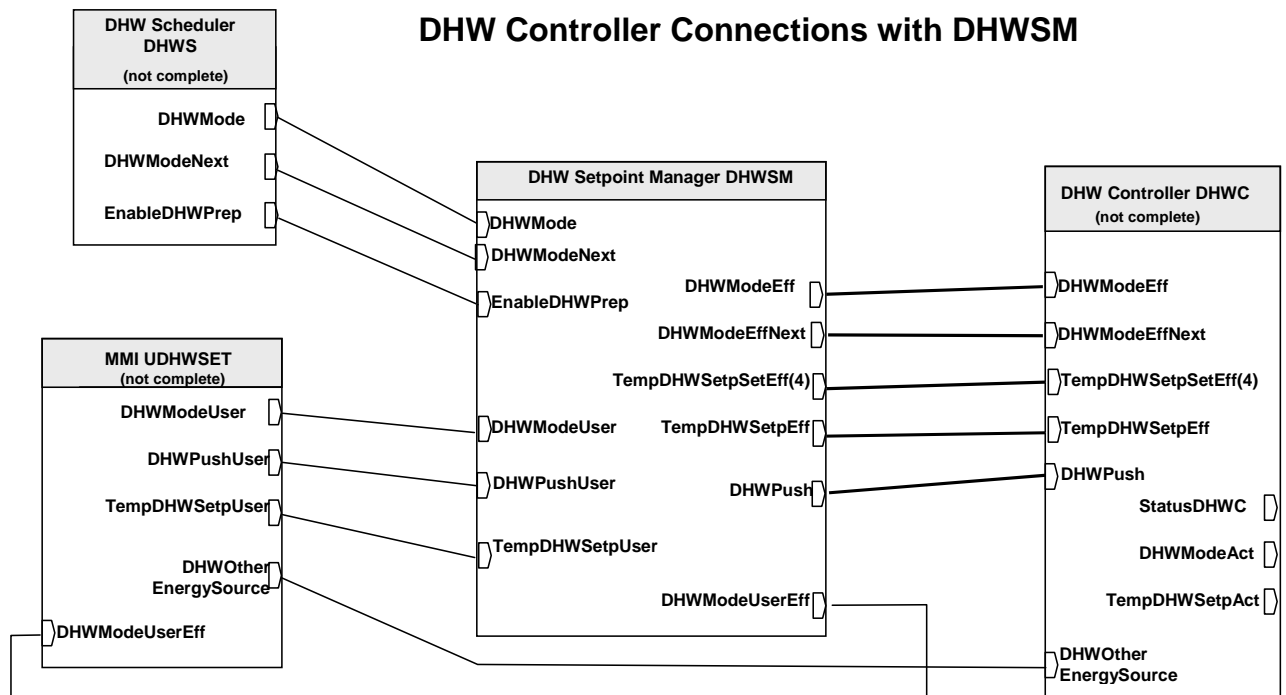 DHW Controller Connections with DHWSM
DHW Scheduler
DHWS
(not complete)
DHWMode
DHWModeNext
EnableDHWPrep
MMI UDHWSET
(not complete)
DHWModeUser
DHWPushUser
TempDHWSetpUser
DHWOther
EnergySource
DHWModeUserEff
DHW Setpoint Manager DHWSM
DHWMode
DHWModeNext
EnableDHWPrep
DHWModeUser
DHWPushUser
TempDHWSetpUser
DHWModeEff
DHWModeEffNext
TempDHWSetpSetEff(4)
TempDHWSetpEff
DHWPush
DHWModeUserEff
DHW Controller DHWC
(not complete)
DHWModeEff
DHWModeEffNext
TempDHWSetpSetEff(4)
TempDHWSetpEff
DHWPush
StatusDHWC
DHWModeAct
TempDHWSetpAct
DHWOther
EnergySource